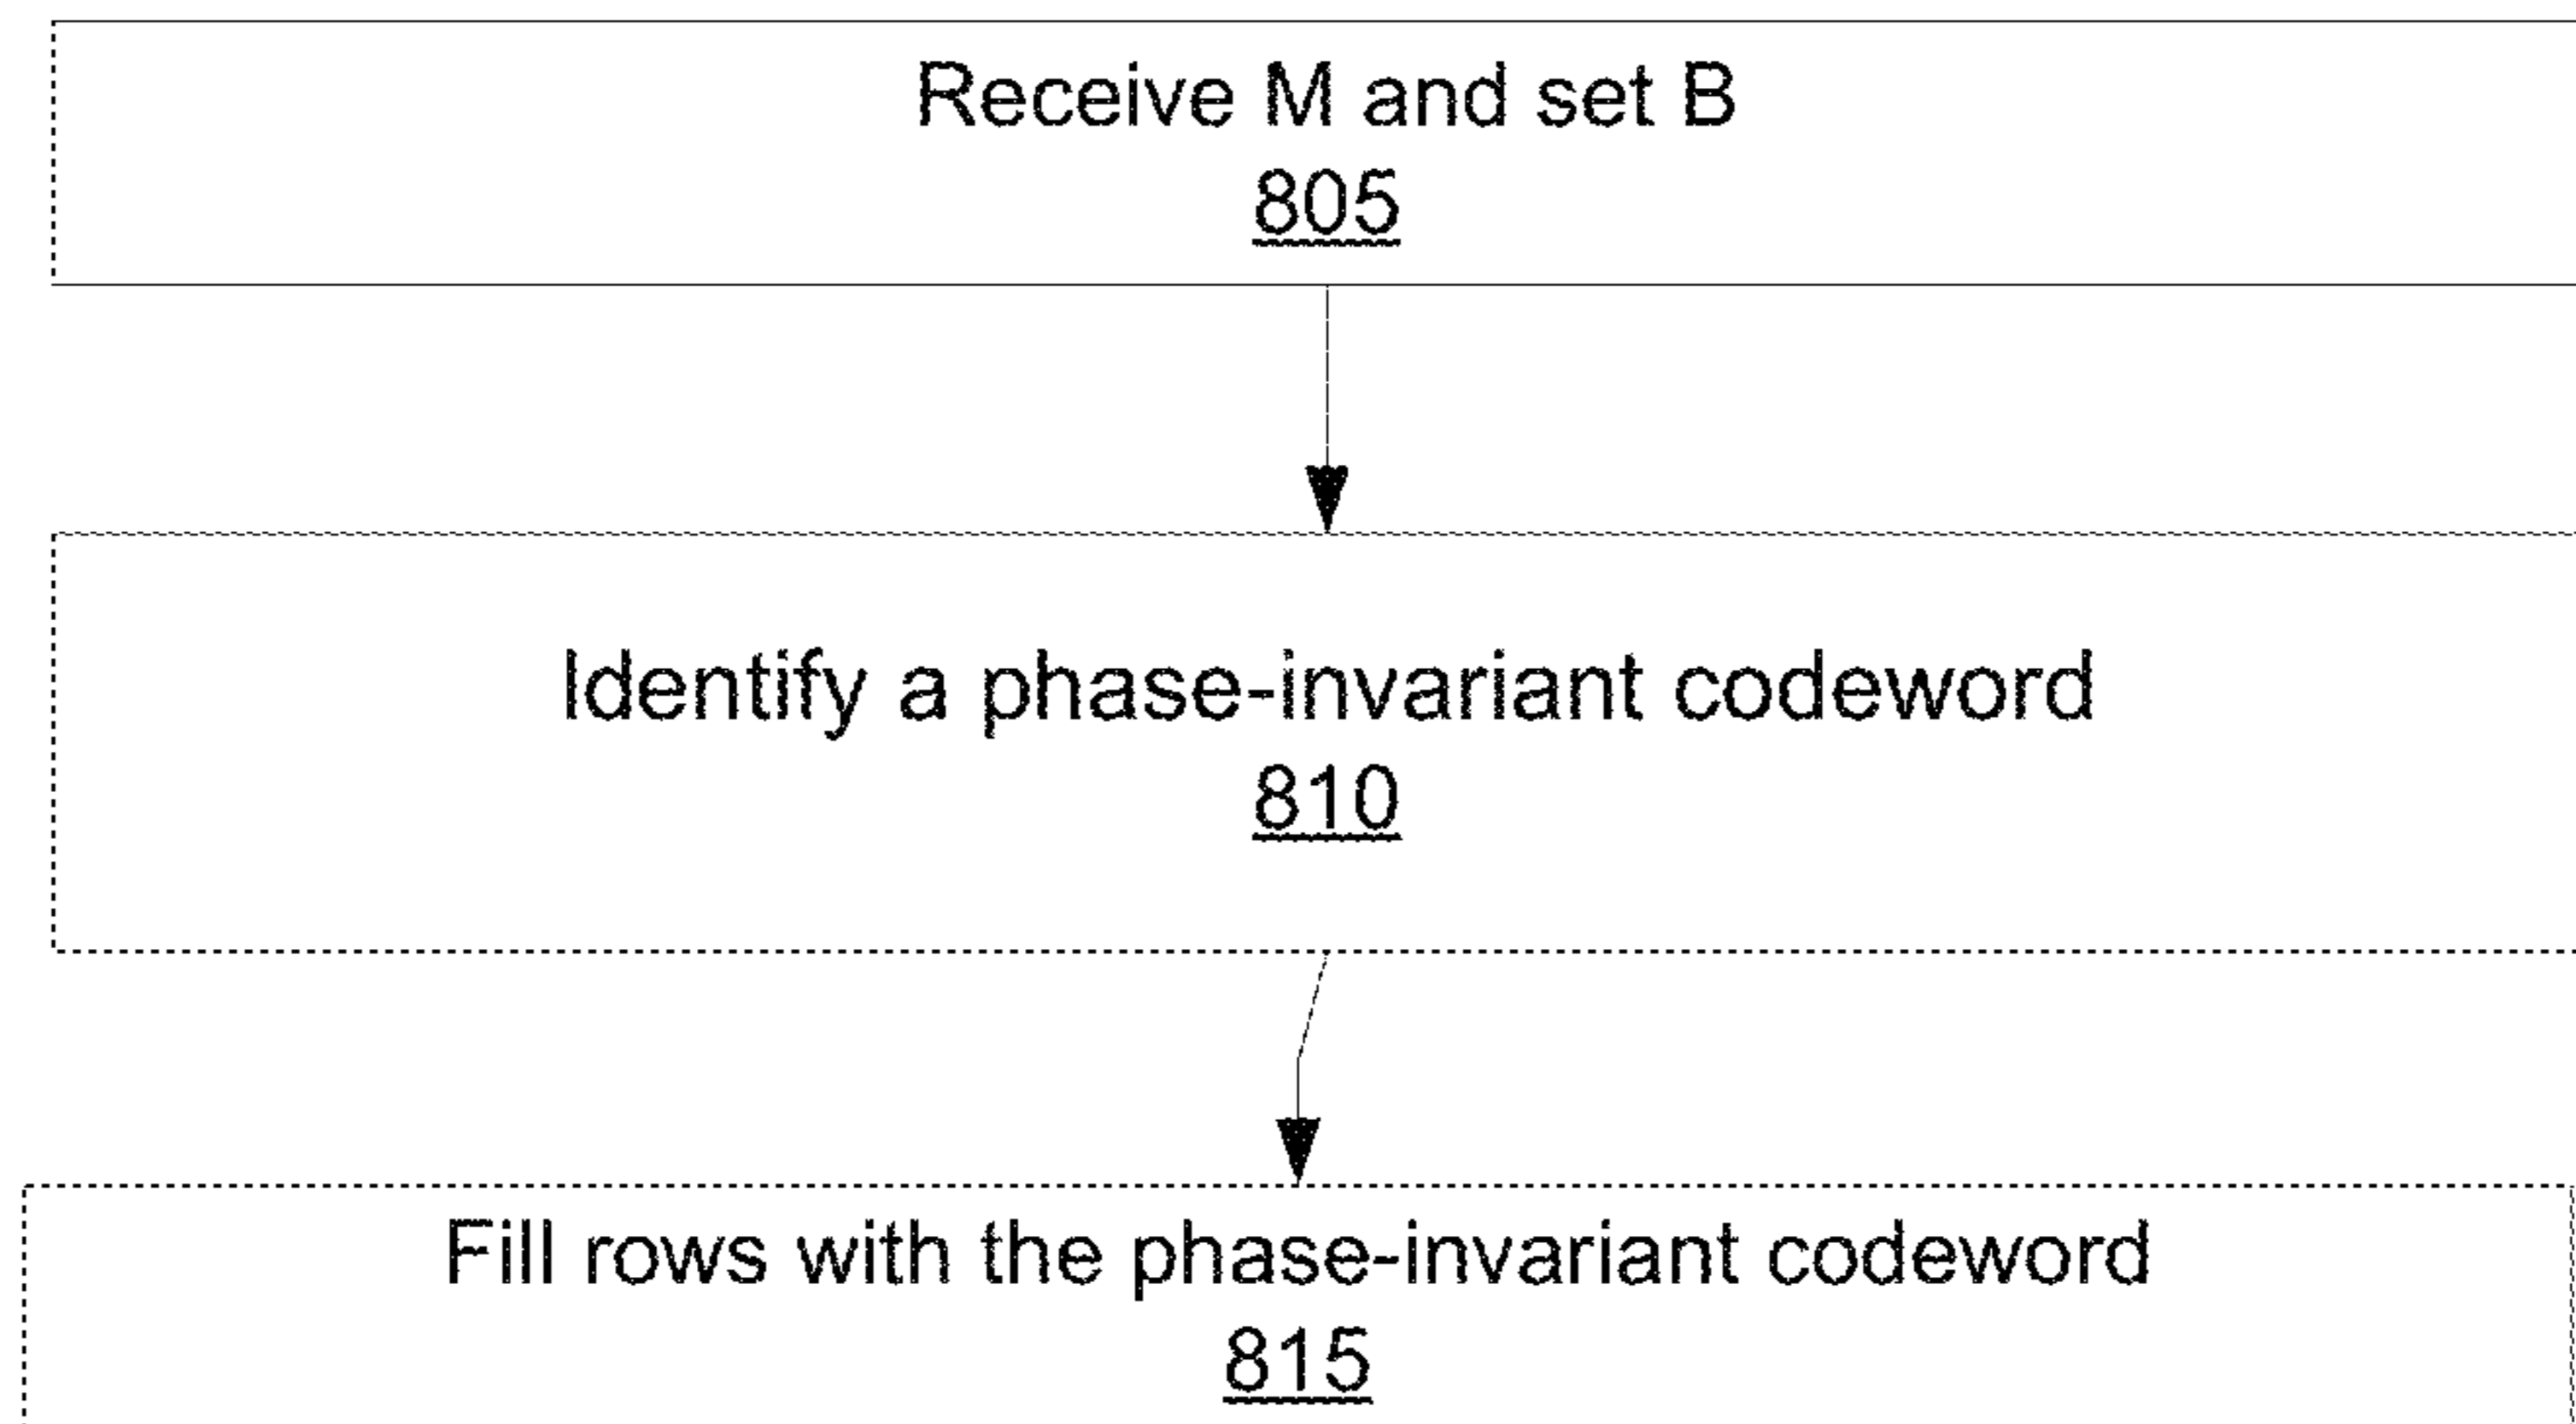 Receive M and set B
805
Identify a phase-invariant codeword
810
Fill rows with the phase-invariant codeword
815